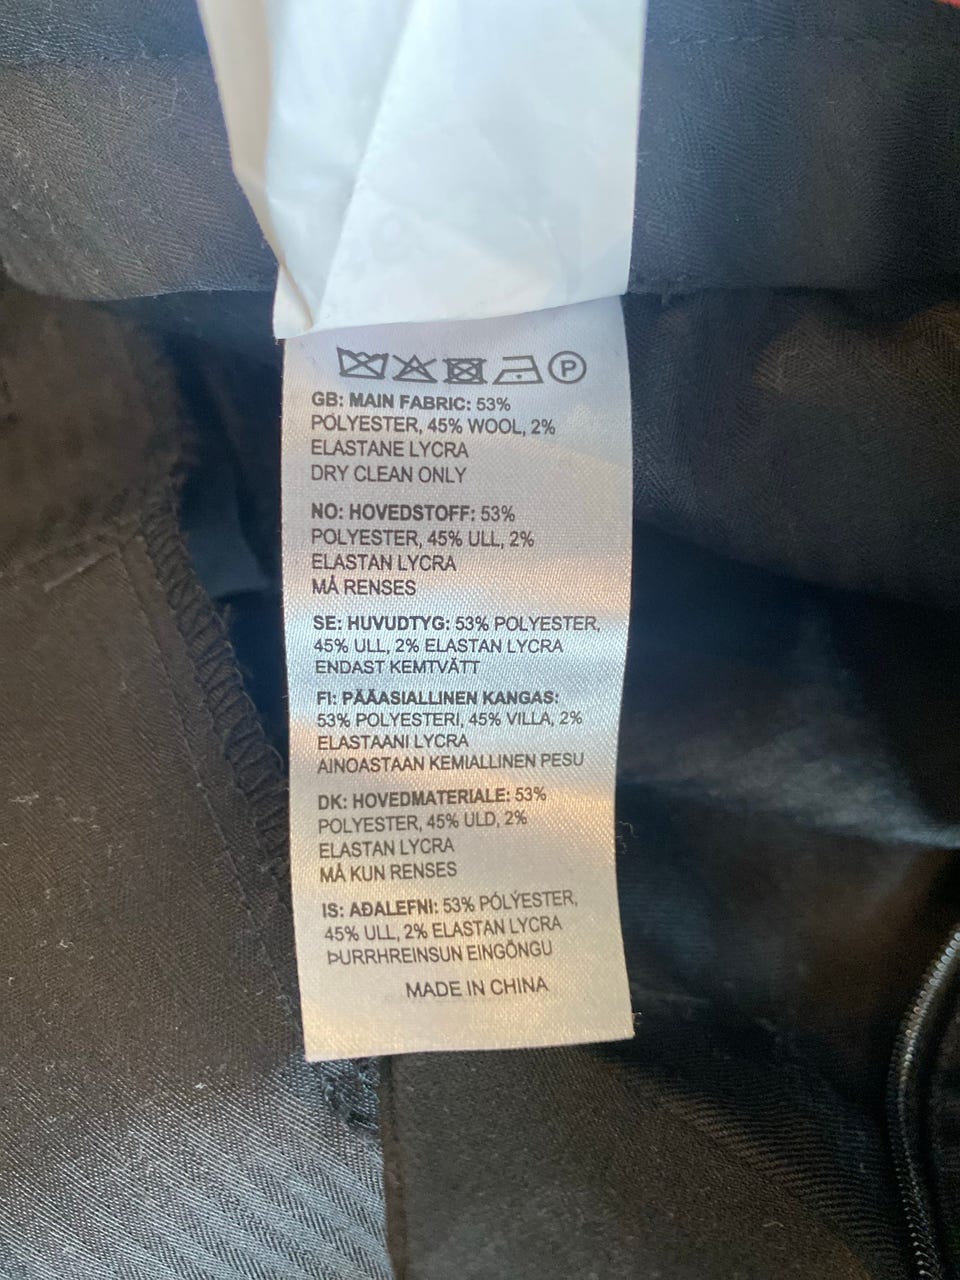 P
GB: MAIN FABRIC: 53%
POLYESTER, 45% WOOL, 2%
ELASTANE LYCRA
DRY CLEAN ONLY
NO: HOVEDSTOFF: 53%
POLYESTER, 45% ULL, 2%
ELASTAN LYCRA
MÅ RENSES
SE: HUVUDTYG: 53% POLYESTER,
45% ULL, 2% ELASTAN LYCRA
ENDAST KEMTVÄTT
FI: PÄÄASIALLINEN KANGAS:
53% POLYESTERI, 45% VILLA, 2%
ELASTAANI LYCRA
AINOASTAAN KEMIALLINEN PESU
DK: HOVEDMATERIALE: 53%
POLYESTER, 45% ULD, 2%
ELASTAN LYCRA
MÅ KUN RENSES
IS: AÐALEFNI: 53% PÓLÝESTER,
45% ULL, 2% ELASTAN LYCRA
ÞURRHREINSUN EINGÖNGU
MADE IN CHINA